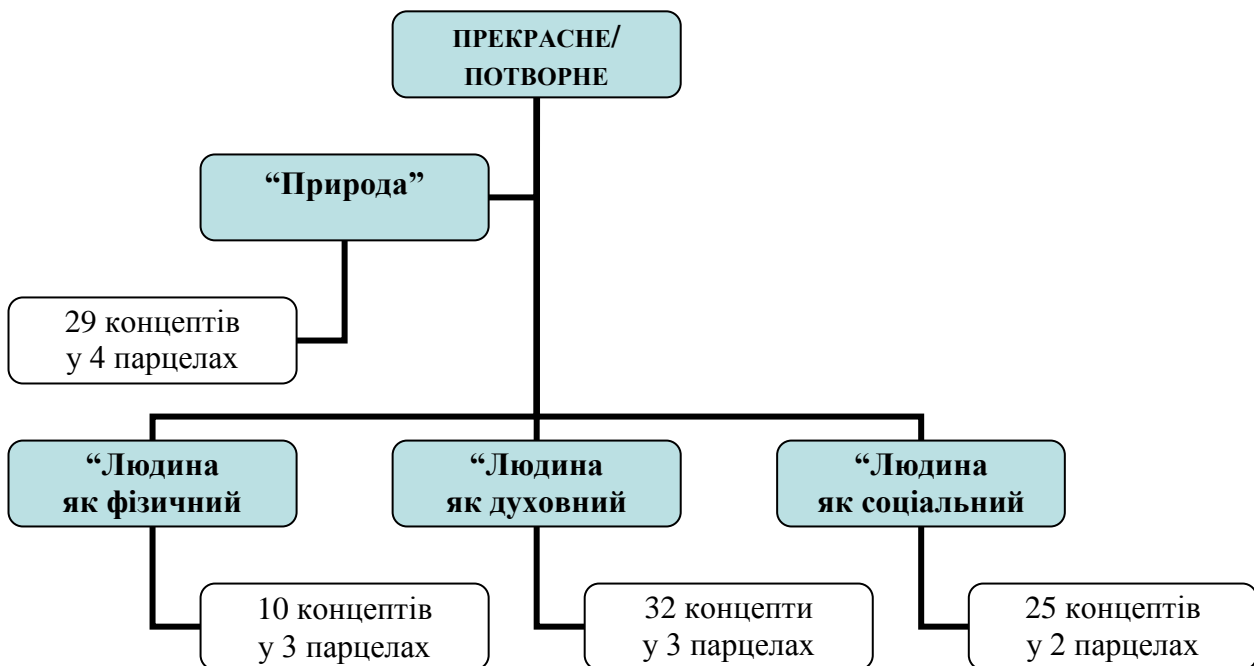 ПРЕКРАСНЕ/
ПОТВОРНЕ
“Природа”
29 концептів
у 4 парцелах
“Людина
як фізичний
“Людина
як духовний
“Людина
як соціальний
10 концептів
у 3 парцелах
32 концепти
у 3 парцелах
25 концептів
у 2 парцелах